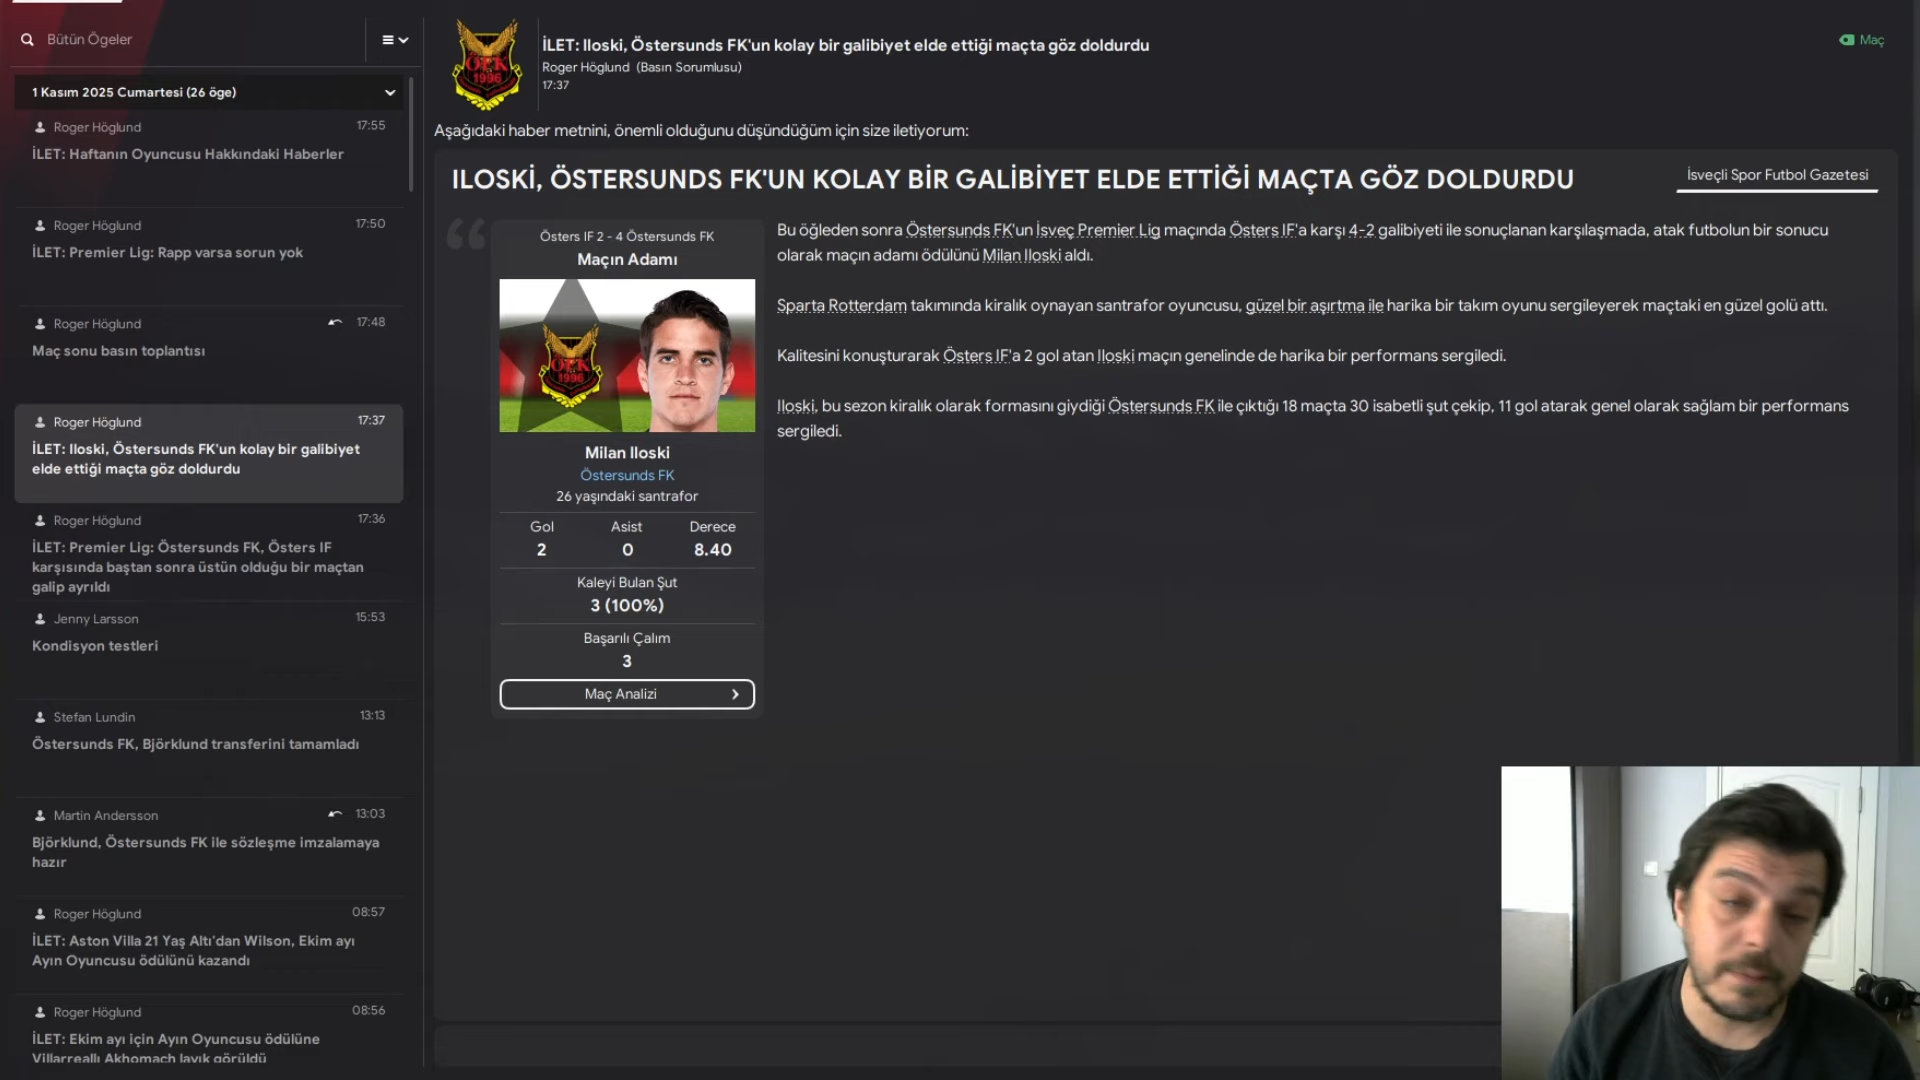 Bütün Ögeler
1 Kasım 2025 Cumartesi (26 öge)
Roger Höglund 17:55
İLET: Haftanın Oyuncusu Hakkındaki Haberler
Roger Höglund 17:50
İLET: Premier Lig: Rapp varsa sorun yok
Roger Höglund 17:48
Maç sonu basın toplantısı
Roger Höglund 17:37
İLET: Iloski, Östersunds FK'un kolay bir galibiyet
elde ettiği maçta göz doldurdu
Roger Höglund 17:36
İLET: Premier Lig: Östersunds FK, Östers IF
karşısında baştan sonra üstün olduğu bir maçtan
galip ayrıldı
Jenny Larsson 15:53
Kondisyon testleri
Stefan Lundin 13:13
Östersunds FK, Björklund transferini tamamladı
Martin Andersson 13:03
Björklund, Östersunds FK ile sözleşme imzalamaya
hazır
Roger Höglund 08:57
İLET: Aston Villa 21 Yaş Altı'dan Wilson, Ekim ayı
Ayın Oyuncusu ödülünü kazandı
Roger Höglund 08:56
İLET: Ekim ayı için Ayın Oyuncusu ödülüne
Villarreallı Akhomach layık görüldü
ÖFK
1996
İLET: Iloski, Östersunds FK'un kolay bir galibiyet elde ettiği maçta göz doldurdu
Roger Höglund (Basın Sorumlusu)
17:37
Maç
Aşağıdaki haber metnini, önemli olduğunu düşündüğüm için size iletiyorum:
ILOSKİ, ÖSTERSUNDS FK'UN KOLAY BİR GALİBİYET ELDE ETTİĞİ MAÇTA GÖZ DOLDURDU
İsveçli Spor Futbol Gazetesi
Östers IF 2 - 4 Östersunds FK
Maçın Adamı
ÖFK
1996
Milan Iloski
Östersunds FK
26 yaşındaki santrafor
Gol Asist Derece
2 0 8.40
Kaleyi Bulan Şut
3 (100%)
Başarılı Çalım
3
Maç Analizi
Bu öğleden sonra Östersunds FK'un İsveç Premier Lig maçında Östers IF'a karşı 4-2 galibiyeti ile sonuçlanan karşılaşmada, atak futbolun bir sonucu
olarak maçın adamı ödülünü Milan Iloski aldı.
Sparta Rotterdam takımında kiralık oynayan santrafor oyuncusu, güzel bir aşırtma ile harika bir takım oyunu sergileyerek maçtaki en güzel golü attı.
Kalitesini konuşturarak Östers IF'a 2 gol atan Iloski maçın genelinde de harika bir performans sergiledi.
Iloski, bu sezon kiralık olarak formasını giydiği Östersunds FK ile çıktığı 18 maçta 30 isabetli şut çekip, 11 gol atarak genel olarak sağlam bir performans
sergiledi.